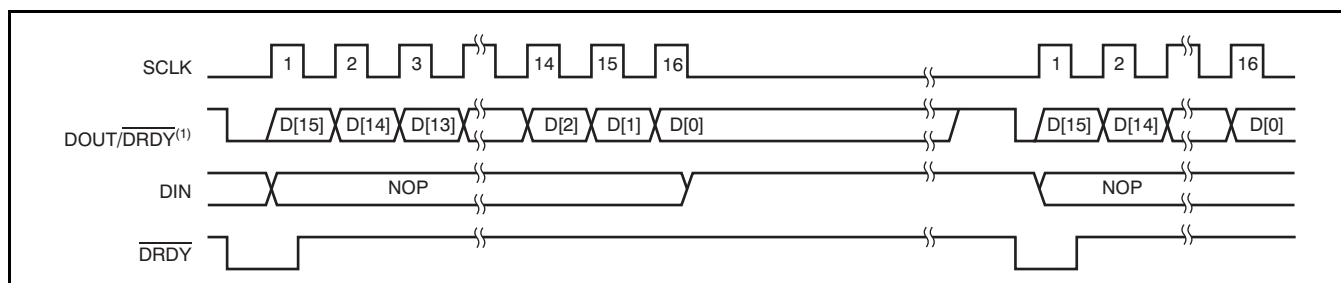 SCLK 1 2 3 14 15 16 1 2 16
DOUT/DRDY(1) D[15] D[14] D[13] D[2] D[1] D[0] D[15] D[14] D[0]
DIN NOP NOP
DRDY